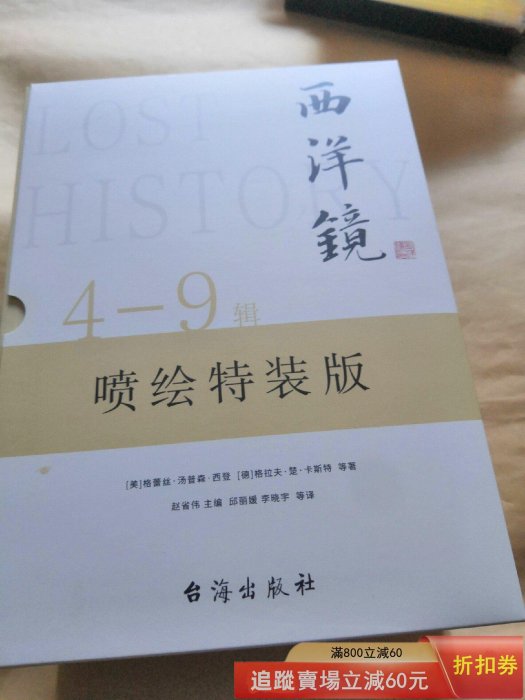 LOST
HISTORY
西洋鏡
4-9辑
喷绘特装版
[美]格蕾丝·汤普森·西登 [德]格拉夫·楚·卡斯特 等著
赵省伟 主编 邱丽媛 李晓宇 等译
台海出版社
滿800立減60
追蹤賣場立減60元
折扣券